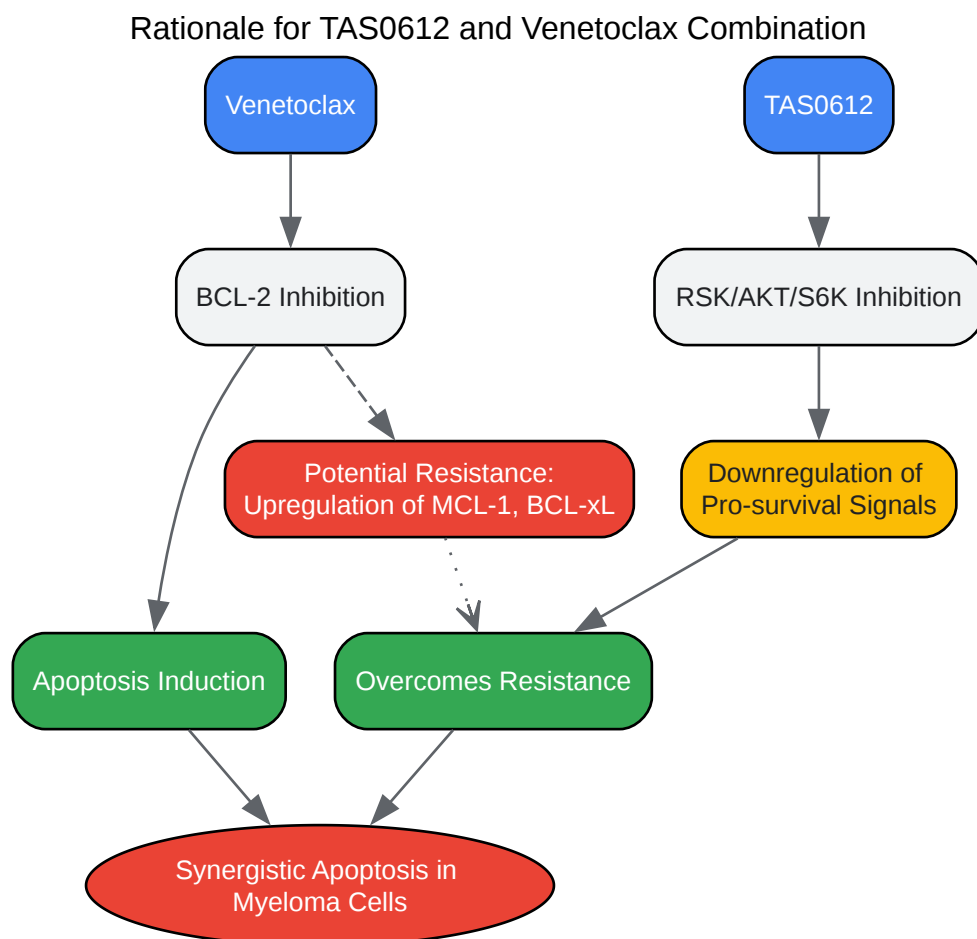 Rationale for TAS0612 and Venetoclax Combination
Venetoclax
TAS0612
BCL-2 Inhibition
RSK/AKT/S6K Inhibition
Potential Resistance:
Upregulation of MCL-1, BCL-xL
Downregulation of
Pro-survival Signals
Apoptosis Induction
Overcomes Resistance
Synergistic Apoptosis in
Myeloma Cells